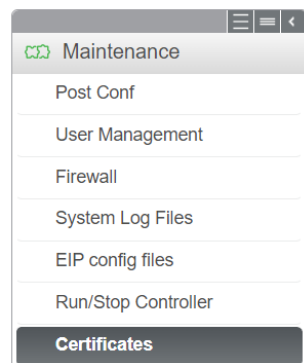 Maintenance
Post Conf
User Management
Firewall
System Log Files
EIP config files
Run/Stop Controller
Certificates